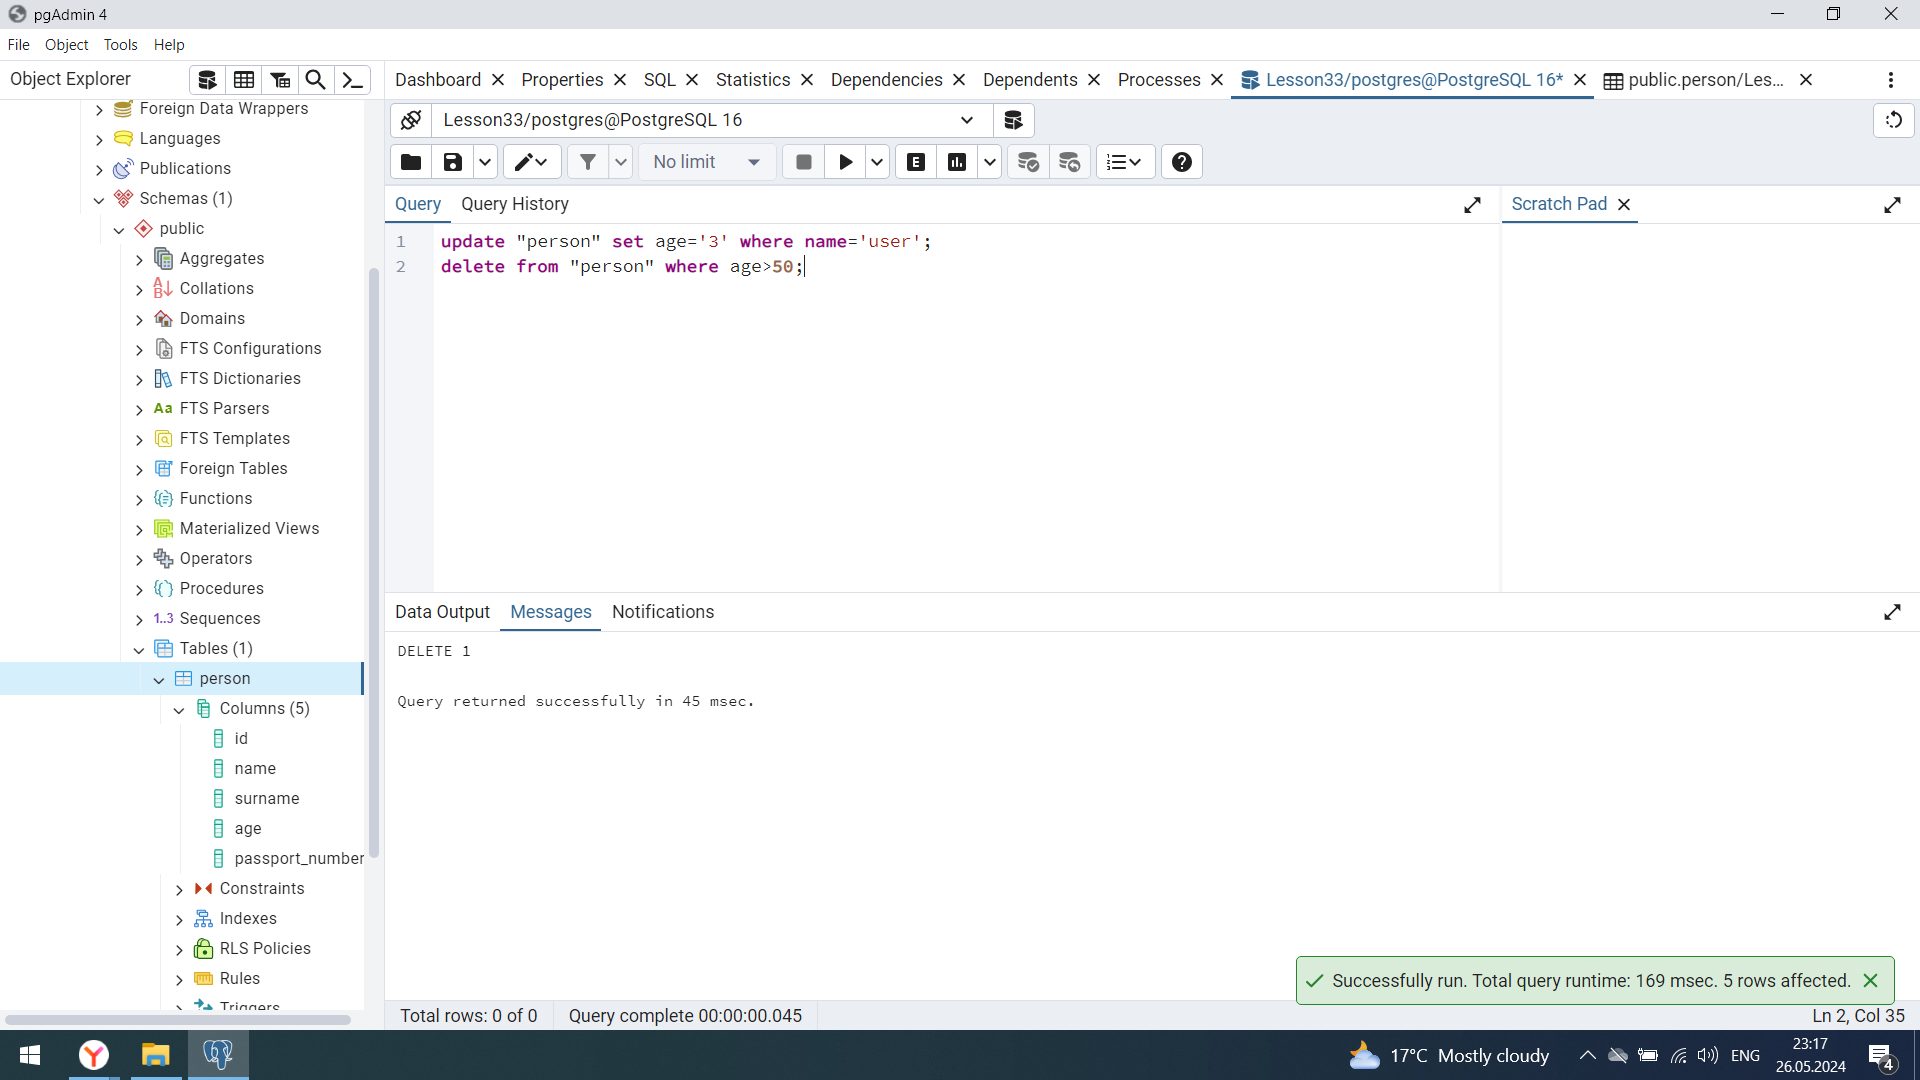 pgAdmin 4
File Object Tools Help
Object Explorer
Dashboard Properties SQL Statistics Dependencies Dependents Processes Lesson33/postgres@PostgreSQL 16* public.person/Les...
Foreign Data Wrappers
Languages
Publications
Schemas (1)
public
Aggregates
Collations
Domains
FTS Configurations
FTS Dictionaries
Aa FTS Parsers
FTS Templates
Foreign Tables
Functions
Materialized Views
Operators
Procedures
1..3 Sequences
Tables (1)
person
Columns (5)
id
name
surname
age
passport_number
Constraints
Indexes
RLS Policies
Rules
Triggers
Lesson33/postgres@PostgreSQL 16
No limit
E
Query Query History
Scratch Pad
1 update "person" set age='3' where name='user';
2 delete from "person" where age>50;
Data Output Messages Notifications
DELETE 1
Query returned successfully in 45 msec.
Successfully run. Total query runtime: 169 msec. 5 rows affected.
Total rows: 0 of 0 Query complete 00:00:00.045
Ln 2, Col 35
17°C Mostly cloudy
ENG
23:17
26.05.2024
4